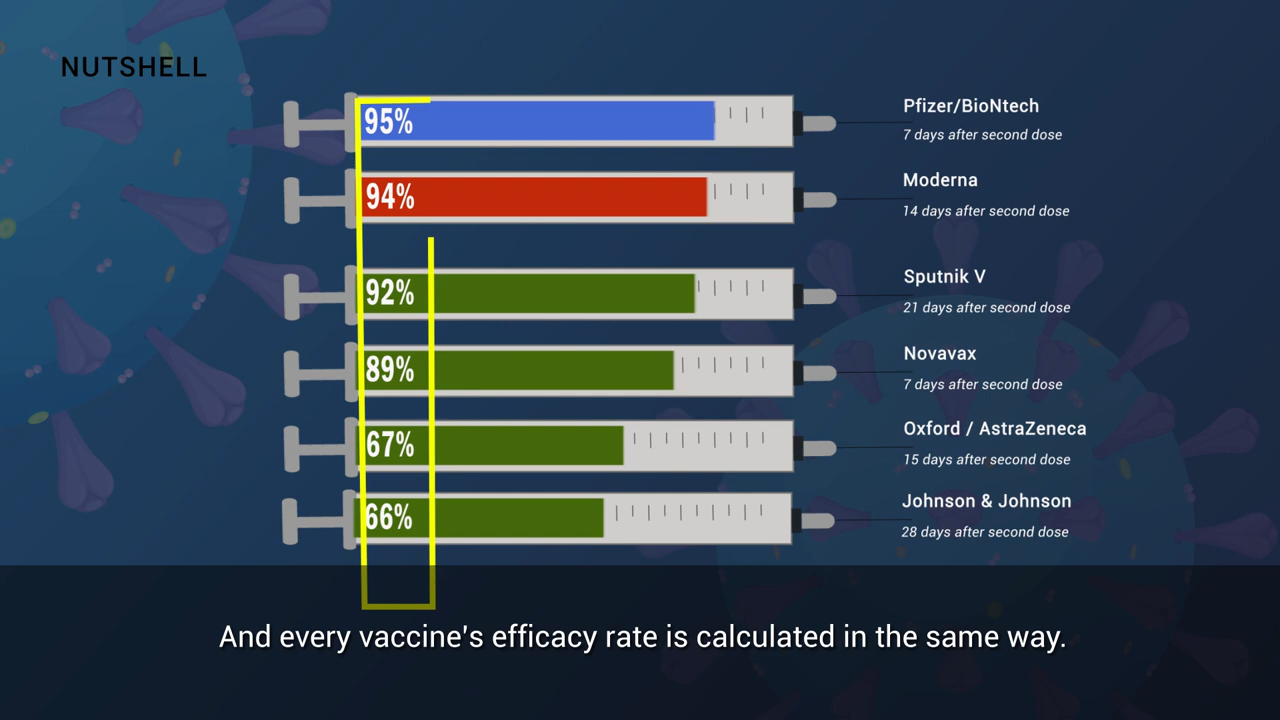 NUTSHELL
95%
Pfizer/BioNtech
7 days after second dose
94%
Moderna
14 days after second dose
92%
Sputnik V
21 days after second dose
89%
Novavax
7 days after second dose
67%
Oxford / AstraZeneca
15 days after second dose
66%
Johnson & Johnson
28 days after second dose
And every vaccine's efficacy rate is calculated in the same way.